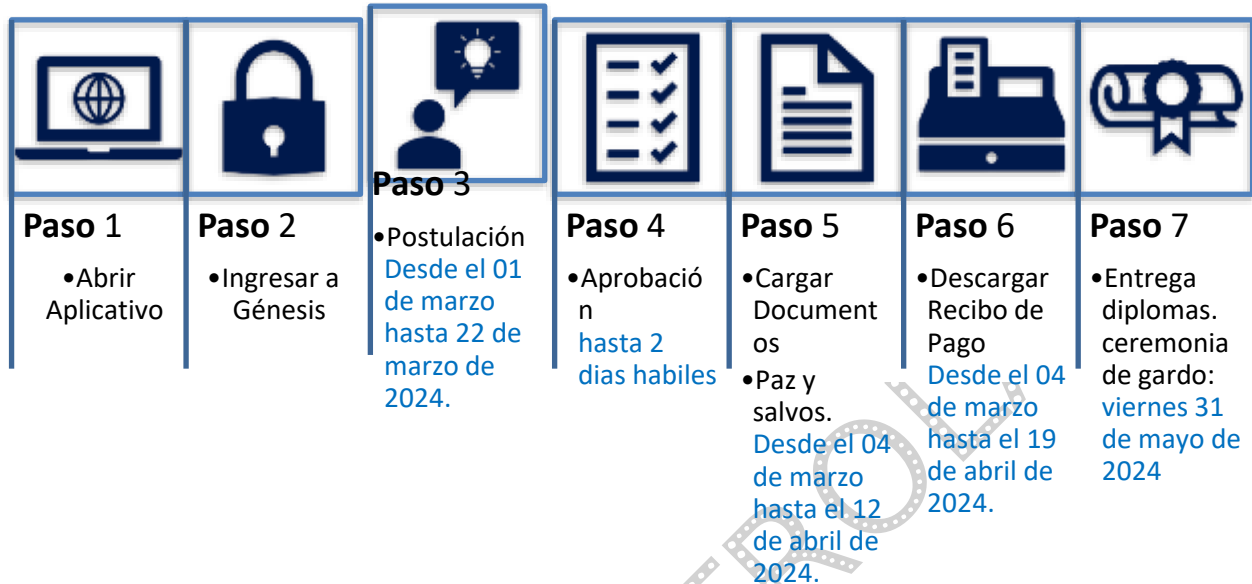 Paso 1
•Abrir
Aplicativo
Paso 2
•Ingresar a
Génesis
Paso 3
•Postulación
Desde el 01
de marzo
hasta 22 de
marzo de
2024.
Paso 4
•Aprobació
n
hasta 2
dias habiles
Paso 5
•Cargar
Document
os
•Paz y
salvos.
Desde el 04
de marzo
hasta el 12
de abril de
2024.
Paso 6
•Descargar
Recibo de
Pago
Desde el 04
de marzo
hasta el 19
de abril de
2024.
Paso 7
•Entrega
diplomas.
ceremonia
de gardo:
viernes 31
de mayo de
2024